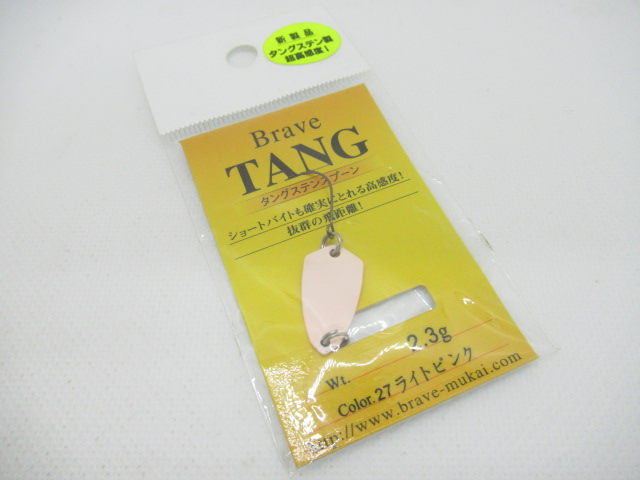 新製品
タングステン製
超高感度！
Brave
TANG
タングステンスプーン
ショートバイトも確実にとれる高感度！
抜群の飛距離！
Wt. 2.3g
Color.27ライトピンク
http://www.brave-mukai.com